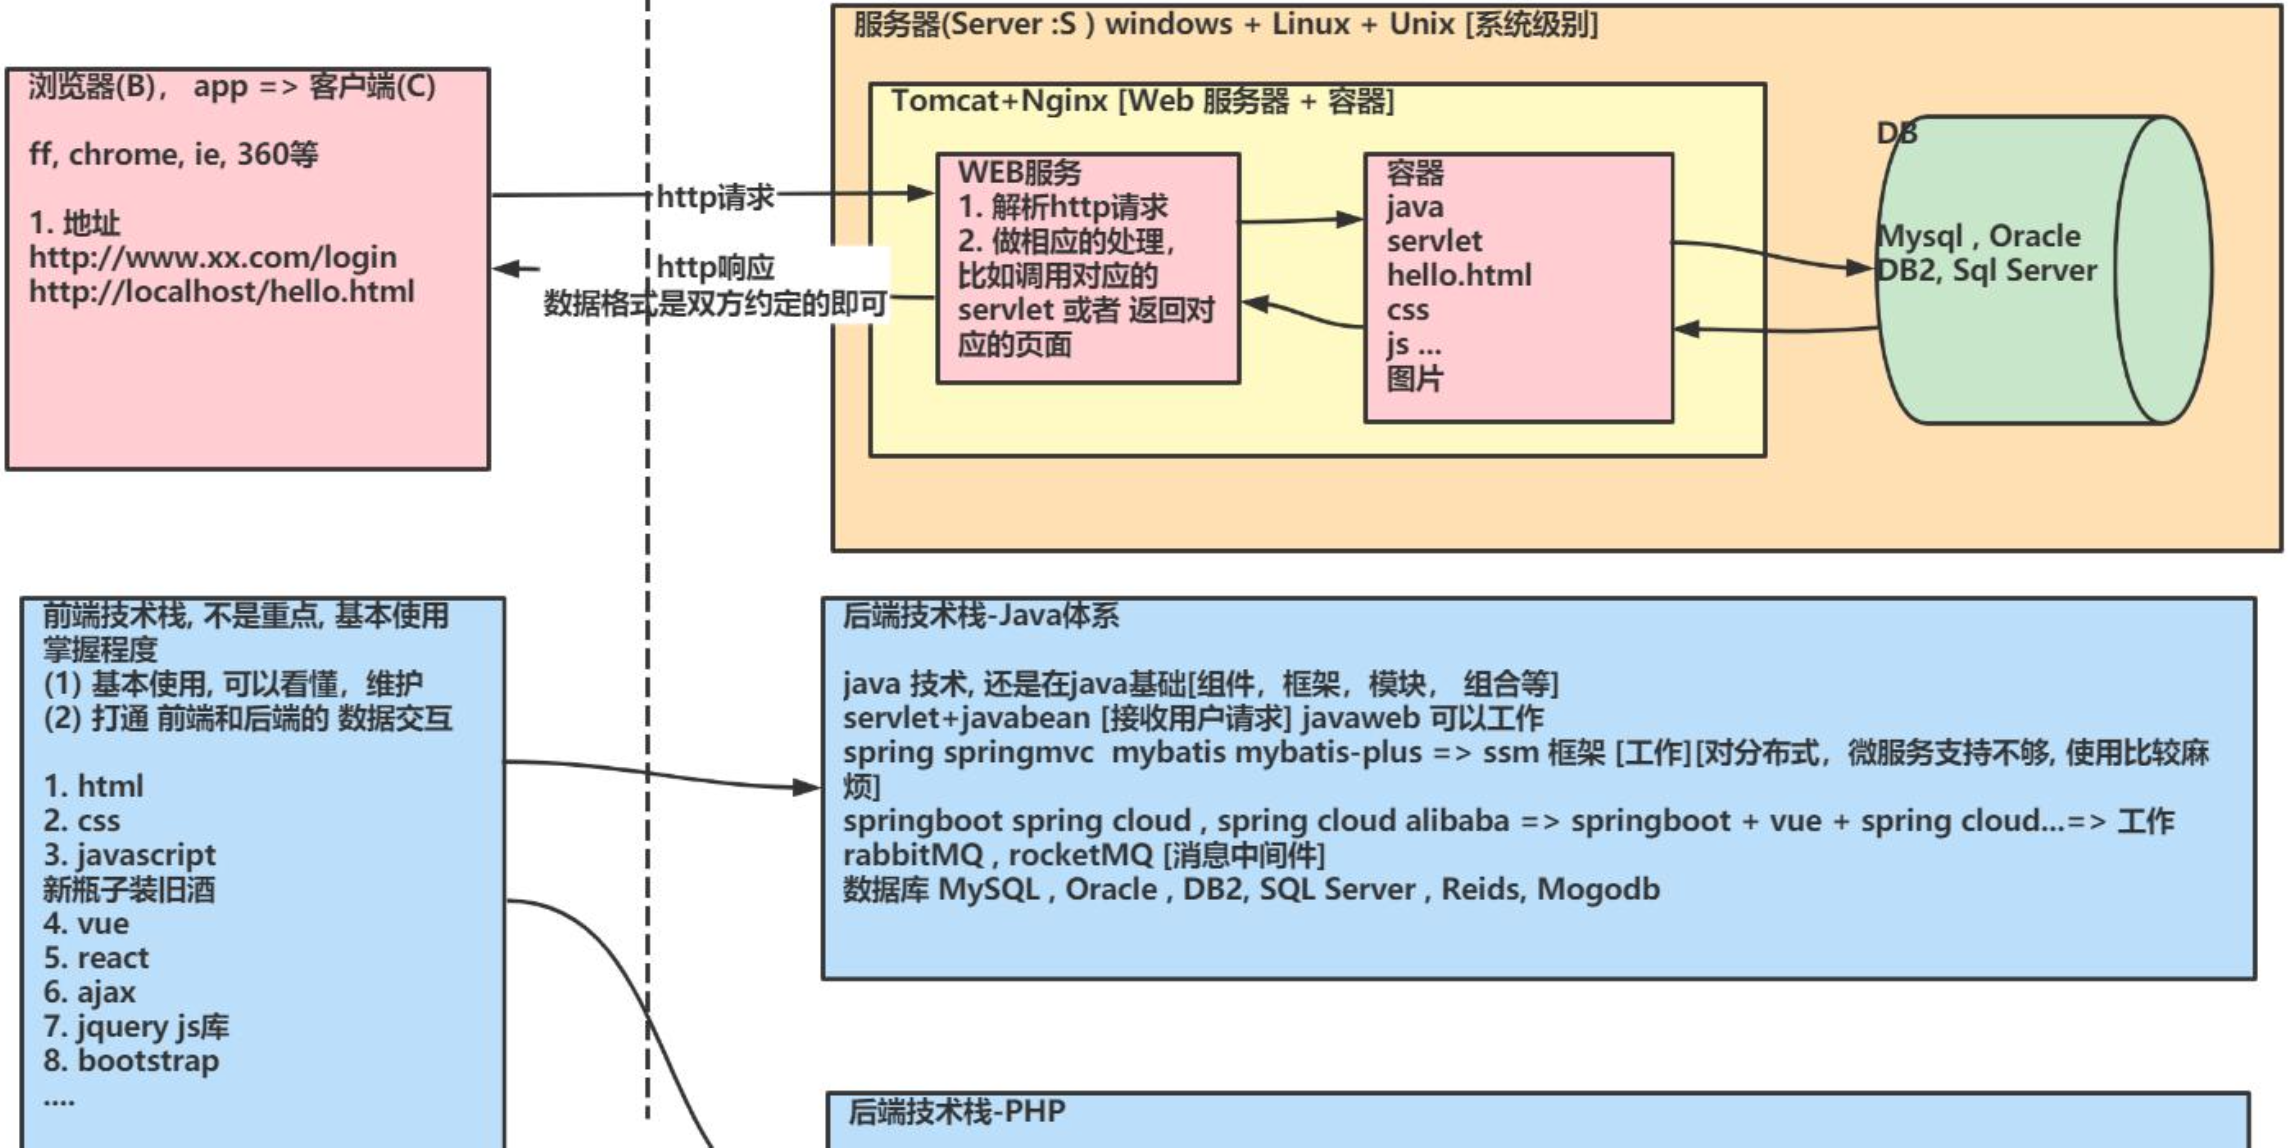 服务器(Server :S ) windows + Linux + Unix [系统级别]
浏览器(B)， app => 客户端(C)
ff, chrome, ie, 360等
1. 地址
http://www.xx.com/login
http://localhost/hello.html
http请求
http响应
数据格式是双方约定的即可
Tomcat+Nginx [Web 服务器 + 容器]
WEB服务
1. 解析http请求
2. 做相应的处理，
比如调用对应的
servlet 或者 返回对
应的页面
容器
java
servlet
hello.html
css
js ...
图片
DB
Mysql , Oracle
DB2, Sql Server
前端技术栈, 不是重点, 基本使用
掌握程度
(1) 基本使用, 可以看懂，维护
(2) 打通 前端和后端的 数据交互
1. html
2. css
3. javascript
新瓶子装旧酒
4. vue
5. react
6. ajax
7. jquery js库
8. bootstrap
....
后端技术栈-Java体系
java 技术, 还是在java基础[组件，框架，模块， 组合等]
servlet+javabean [接收用户请求] javaweb 可以工作
spring springmvc  mybatis mybatis-plus => ssm 框架 [工作][对分布式，微服务支持不够, 使用比较麻
烦]
springboot spring cloud , spring cloud alibaba => springboot + vue + spring cloud...=> 工作
rabbitMQ , rocketMQ [消息中间件]
数据库 MySQL , Oracle , DB2, SQL Server , Reids, Mogodb
后端技术栈-PHP